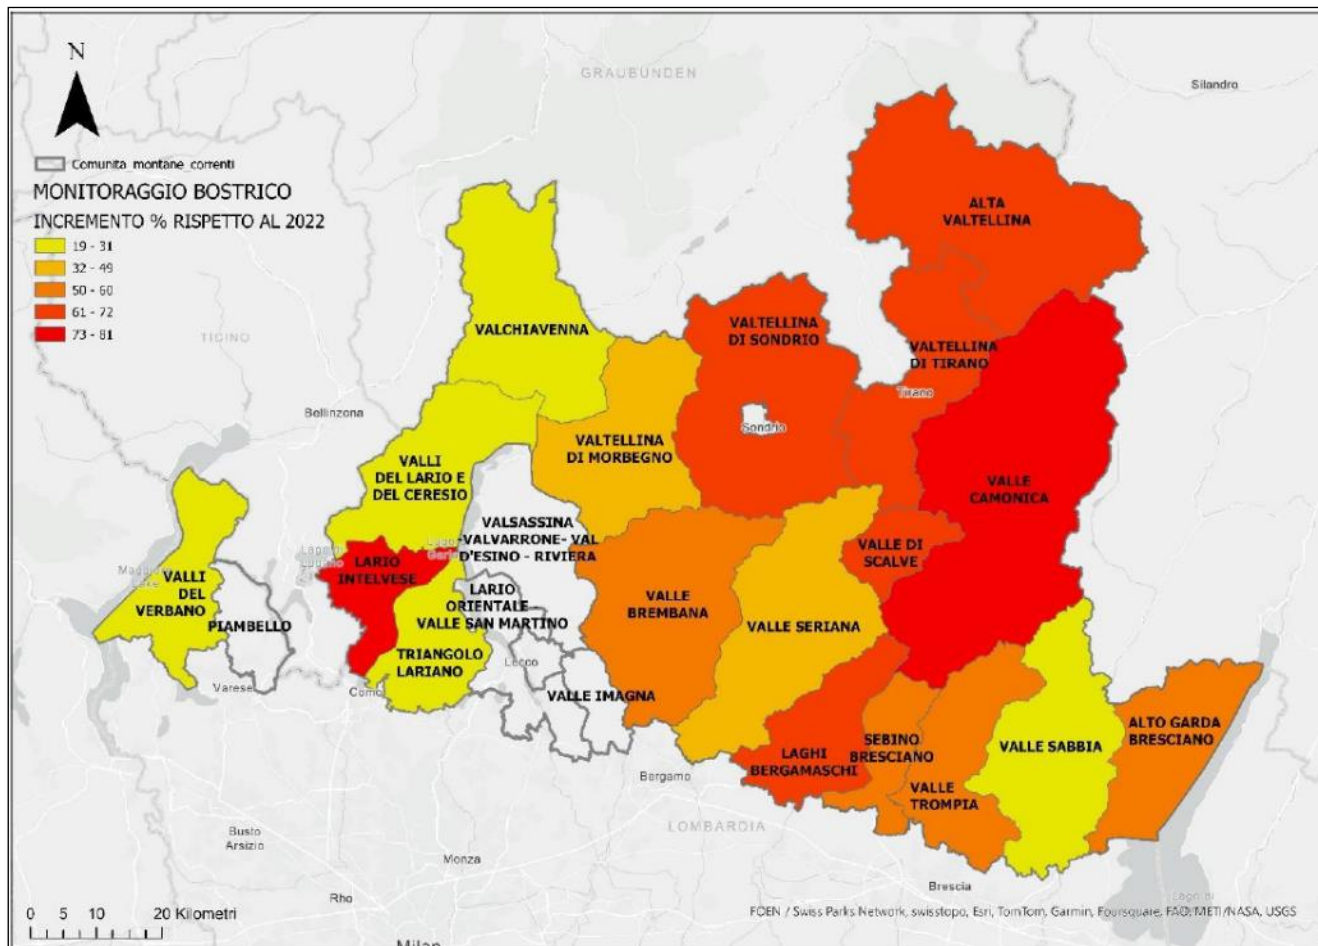 N
Comunita montane correnti
MONITORAGGIO BOSTRICO
INCREMENTO % RISPETTO AL 2022
19 - 31
32 - 49
50 - 60
61 - 72
73 - 81
GRAUBÜNDEN
Silandro
ALTA
VALTELLINA
VALCHIAVENNA
VALTELLINA
DI SONDRIO
VALTELLINA
DI TIRANO
TICINO
Tirano
Bellinzona
Sondrio
VALTELLINA
DI MORBEGNO
VALLI
DEL LARIO E
DEL CERESIO
VALLE
CAMONICA
VALSASSINA
-VALVARRONE- VAL
D'ESINO - RIVIERA
VALLE DI
SCALVE
LARIO
INTELVESE
VALLI
DEL
VERBANO
LARIO
ORIENTALE
VALLE SAN MARTINO
VALLE
BREMBANA
PIAMBELLO
VALLE SERIANA
TRIANGOLO
LARIANO
Lecco
Varese
Como
VALLE IMAGNA
ALTO GARDA
BRESCIANO
SEBINO
BRESCIANO
VALLE SABBIA
LAGHI
BERGAMASCHI
Bergamo
VALLE
TROMPIA
LOMBARDIA
Busto
Arsizio
Monza
Brescia
Rho
0 5 10 20 Kilometri
FOEN / Swiss Parks Network, swisstopo, Esri, TomTom, Garmin, Foursquare, FAO, METI/NASA, USGS